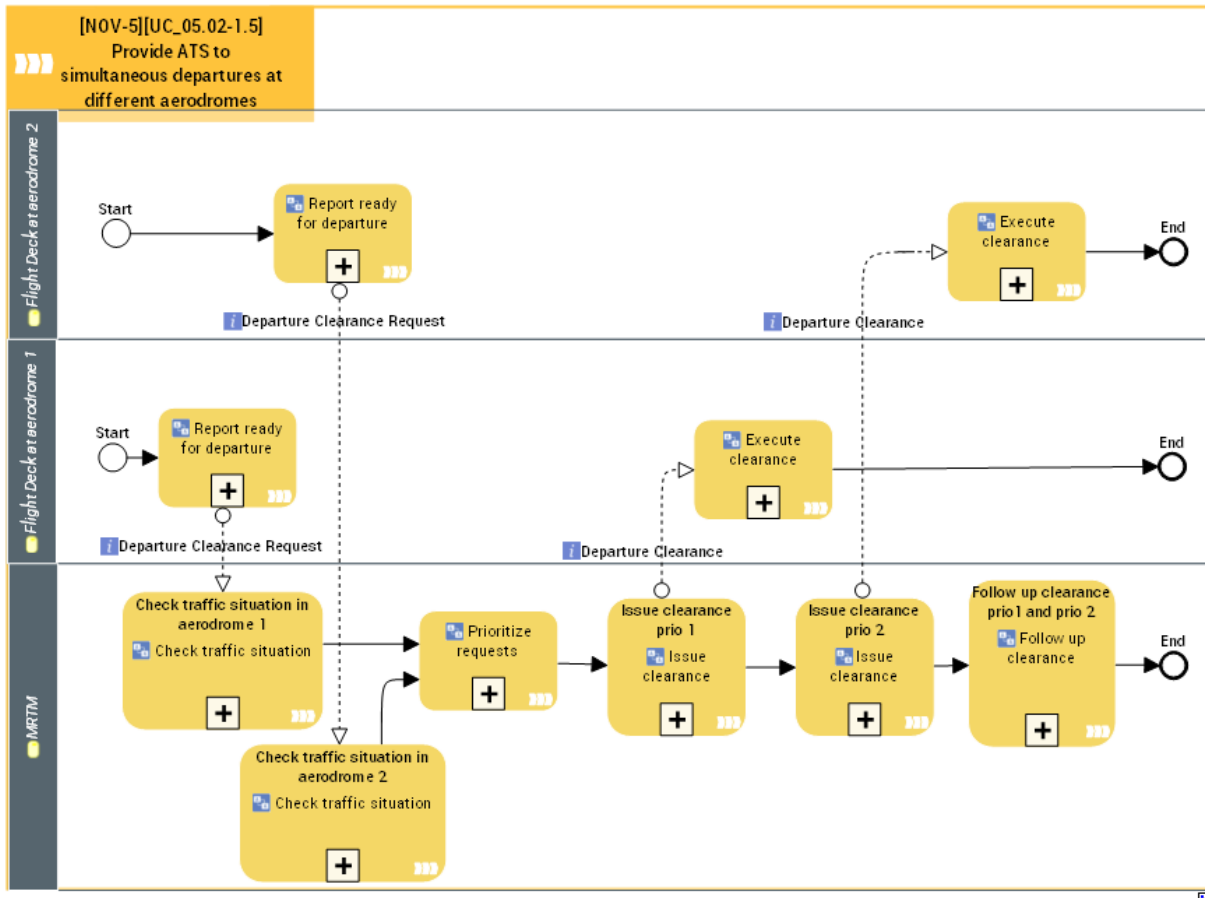 [NOV-5][UC_05.02-1.5]
Provide ATS to
simultaneous departures at
different aerodromes
Flight Deck at aerodrome 2
Start
Report ready
for departure
Departure Clearance Request
Execute
clearance
End
Departure Clearance
Flight Deck at aerodrome 1
Start
Report ready
for departure
Departure Clearance Request
Execute
clearance
End
Departure Clearance
MRTM
Check traffic situation in
aerodrome 1
Check traffic situation
Check traffic situation in
aerodrome 2
Check traffic situation
Prioritize
requests
Issue clearance
prio 1
Issue
clearance
Issue clearance
prio 2
Issue
clearance
Follow up clearance
prio1 and prio 2
Follow up
clearance
End